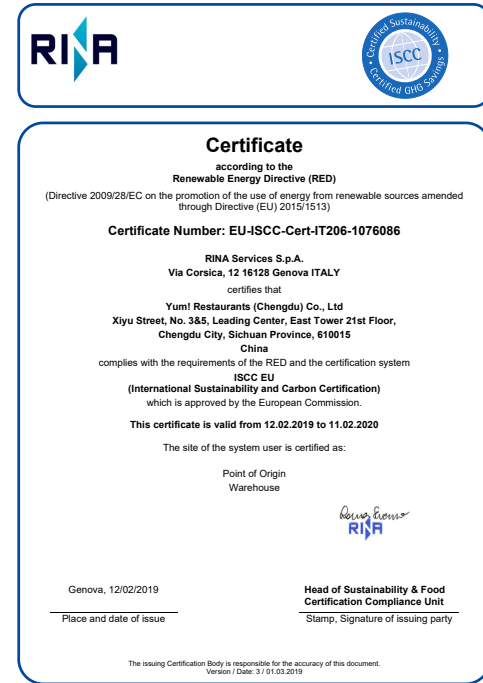 RINA
Certified Sustainability
ISCC
Certified GHG Savings
Certificate
according to the
Renewable Energy Directive (RED)
(Directive 2009/28/EC on the promotion of the use of energy from renewable sources amended
through Directive (EU) 2015/1513)
Certificate Number: EU-ISCC-Cert-IT206-1076086
RINA Services S.p.A.
Via Corsica, 12 16128 Genova ITALY
certifies that
Yum! Restaurants (Chengdu) Co., Ltd
Xiyu Street, No. 3&5, Leading Center, East Tower 21st Floor,
Chengdu City, Sichuan Province, 610015
China
complies with the requirements of the RED and the certification system
ISCC EU
(International Sustainability and Carbon Certification)
which is approved by the European Commission.
This certificate is valid from 12.02.2019 to 11.02.2020
The site of the system user is certified as:
Point of Origin
Warehouse
RINA
Genova, 12/02/2019
Head of Sustainability & Food
Certification Compliance Unit
Place and date of issue
Stamp, Signature of issuing party
The issuing Certification Body is responsible for the accuracy of this document.
Version / Date: 3 / 01.03.2019